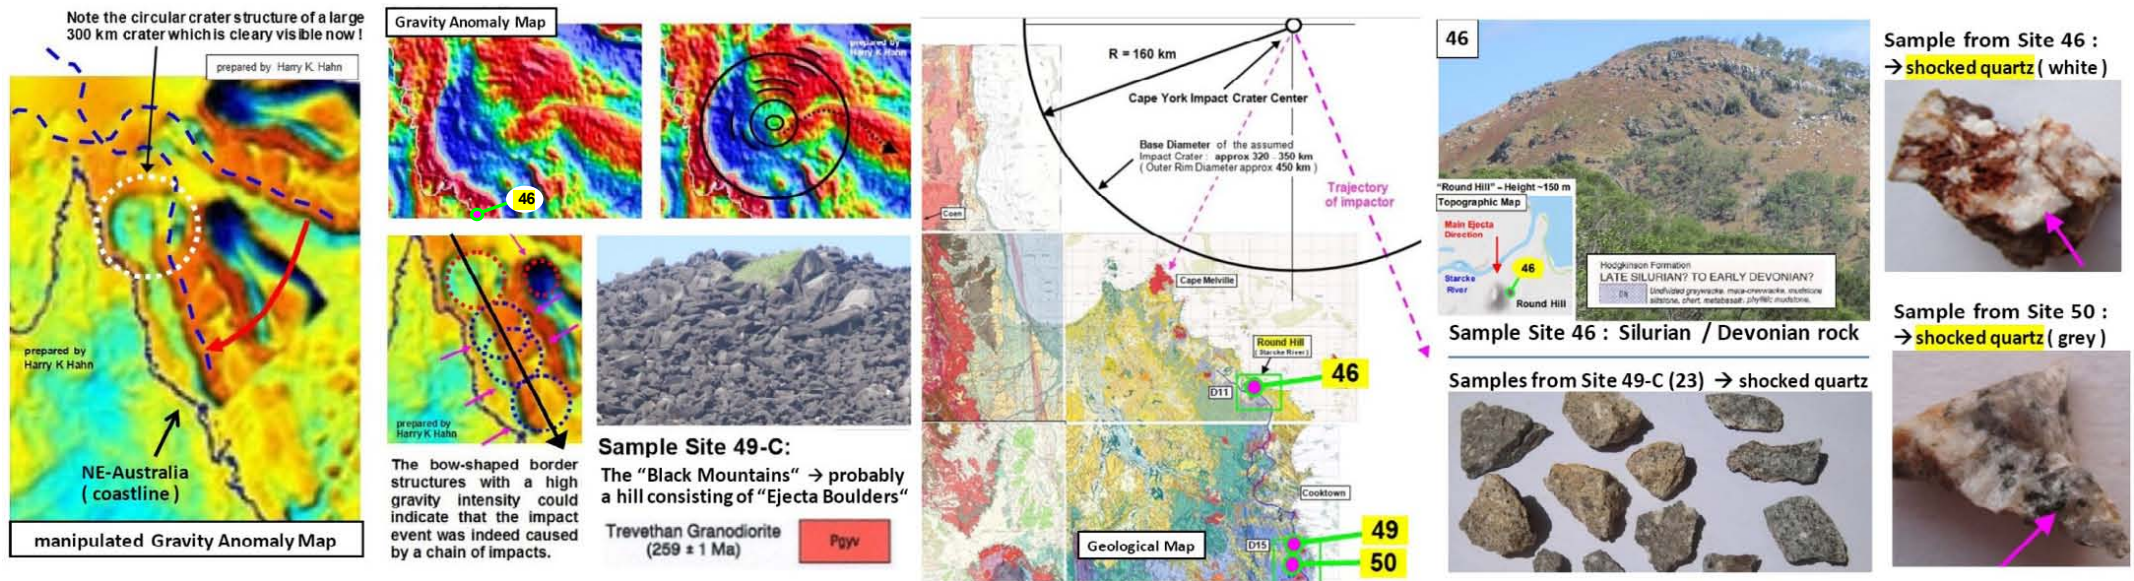 Note the circular crater structure of a large
300 km crater which is cleary visible now !
prepared by Harry K. Hahn
prepared by
Harry K Hahn
NE-Australia
( coastline )
manipulated Gravity Anomaly Map
Gravity Anomaly Map
46
prepared by
Harry K Hahn
prepared by
Harry K Hahn
The bow-shaped border
structures with a high
gravity intensity could
indicate that the impact
event was indeed caused
by a chain of impacts.
Sample Site 49-C:
The “Black Mountains“ → probably
a hill consisting of “Ejecta Boulders“
Trevethan Granodiorite
(259 ± 1 Ma)
Pgyv
R = 160 km
Cape York Impact Crater Center
Base Diameter of the assumed
Impact Crater : approx 320 - 350 km
( Outer Rim Diameter approx 450 km )
Trajectory
of impactor
Coen
Cape Melville
Round Hill
( Starcke River )
46
D11
Cooktown
Geological Map
D15
49
50
46
“Round Hill” – Height ~150 m
Topographic Map
Main Ejecta
Direction
46
Starcke
River
Round Hill
Hodgkinson Formation
LATE SILURIAN? TO EARLY DEVONIAN?
Sample Site 46 : Silurian / Devonian rock
Samples from Site 49-C (23) → shocked quartz
Sample from Site 46 :
→ shocked quartz ( white )
Sample from Site 50 :
→ shocked quartz ( grey )